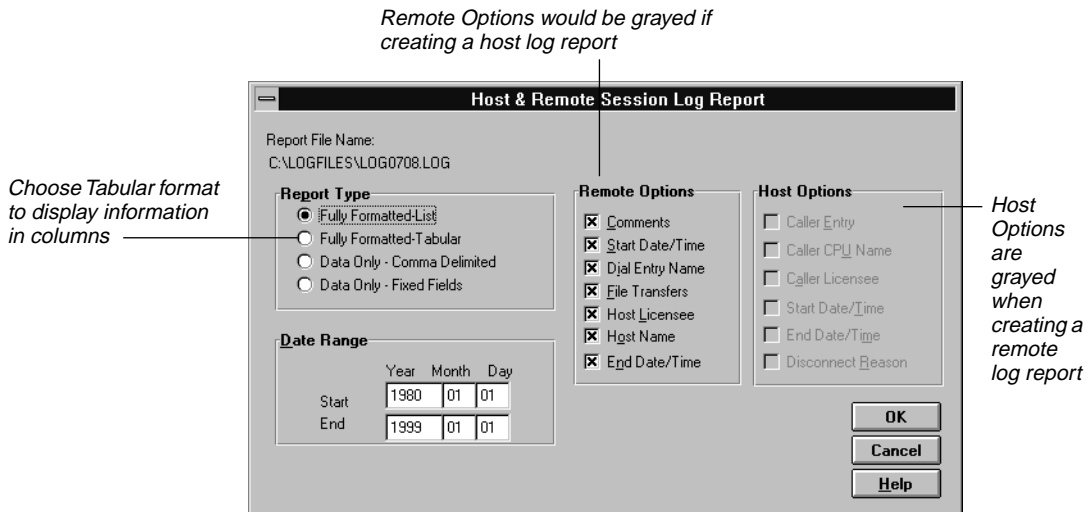 Remote Options would be grayed if
creating a host log report
Host & Remote Session Log Report
Report File Name:
C:\LOGFILES\LOG0708.LOG
Choose Tabular format
to display information
in columns
Report Type
Fully Formatted-List
Fully Formatted-Tabular
Data Only - Comma Delimited
Data Only - Fixed Fields
Date Range
Year Month Day
Start 1980 01 01
End 1999 01 01
Remote Options
Comments
Start Date/Time
Dial Entry Name
File Transfers
Host Licensee
Host Name
End Date/Time
Host Options
Caller Entry
Caller CPU Name
Caller Licensee
Start Date/Time
End Date/Time
Disconnect Reason
Host
Options
are
grayed
when
creating a
remote
log report
OK
Cancel
Help